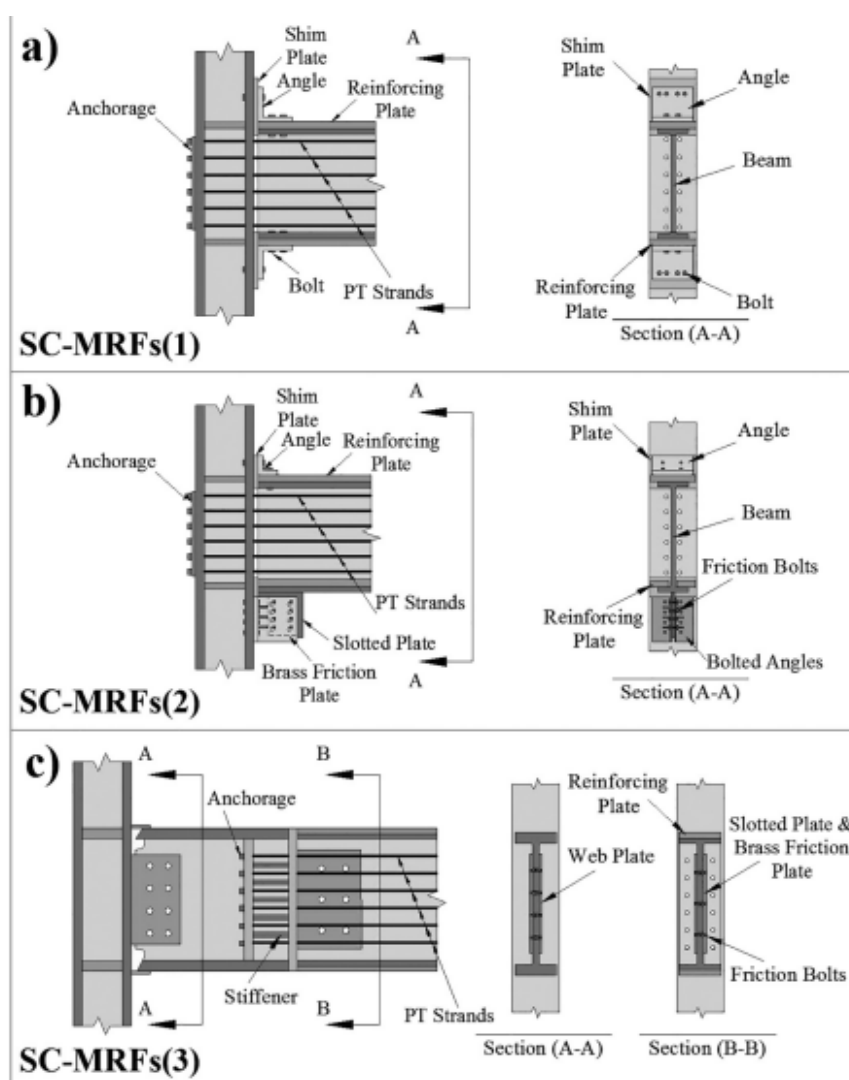 a)
Shim
Plate
Angle
Reinforcing
Plate
A
Anchorage
Bolt
PT Strands
A
SC-MRFs(1)
Shim
Plate
Angle
Beam
Reinforcing
Plate
Bolt
Section (A-A)
b)
Shim
Plate
Angle
Reinforcing
Plate
A
Anchorage
PT Strands
Slotted Plate
Brass Friction
Plate
A
SC-MRFs(2)
Shim
Plate
Angle
Beam
Friction Bolts
Reinforcing
Plate
Bolted Angles
Section (A-A)
c)
A
B
Anchorage
Stiffener
PT Strands
A
B
SC-MRFs(3)
Web Plate
Section (A-A)
Reinforcing
Plate
Slotted Plate &
Brass Friction
Plate
Friction Bolts
Section (B-B)